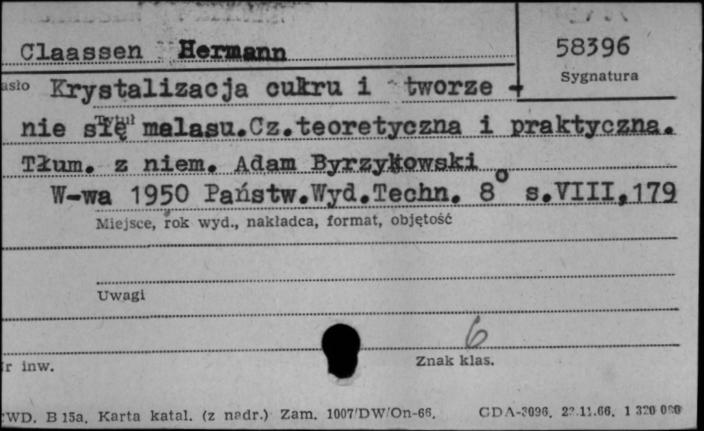 Claassen Hermann
58396
Sygnatura
asło Krystalizacja cukru i tworze -
nie się malasu.Cz.teoretyczna i praktyczna.
Tytuł
Tłum. z niem. Adam Byrzykowski
W-wa 1950 Państw.Wyd.Techn. 8° s.VIII,179
Miejsce, rok wyd., nakładca, format, objętość
Uwagi
6
r inw.
Znak klas.
WD. B 15a. Karta katal. (z nadr.) Zam. 1007/DW/On-66. GDA-3096. 22.11.66. 1 320 000